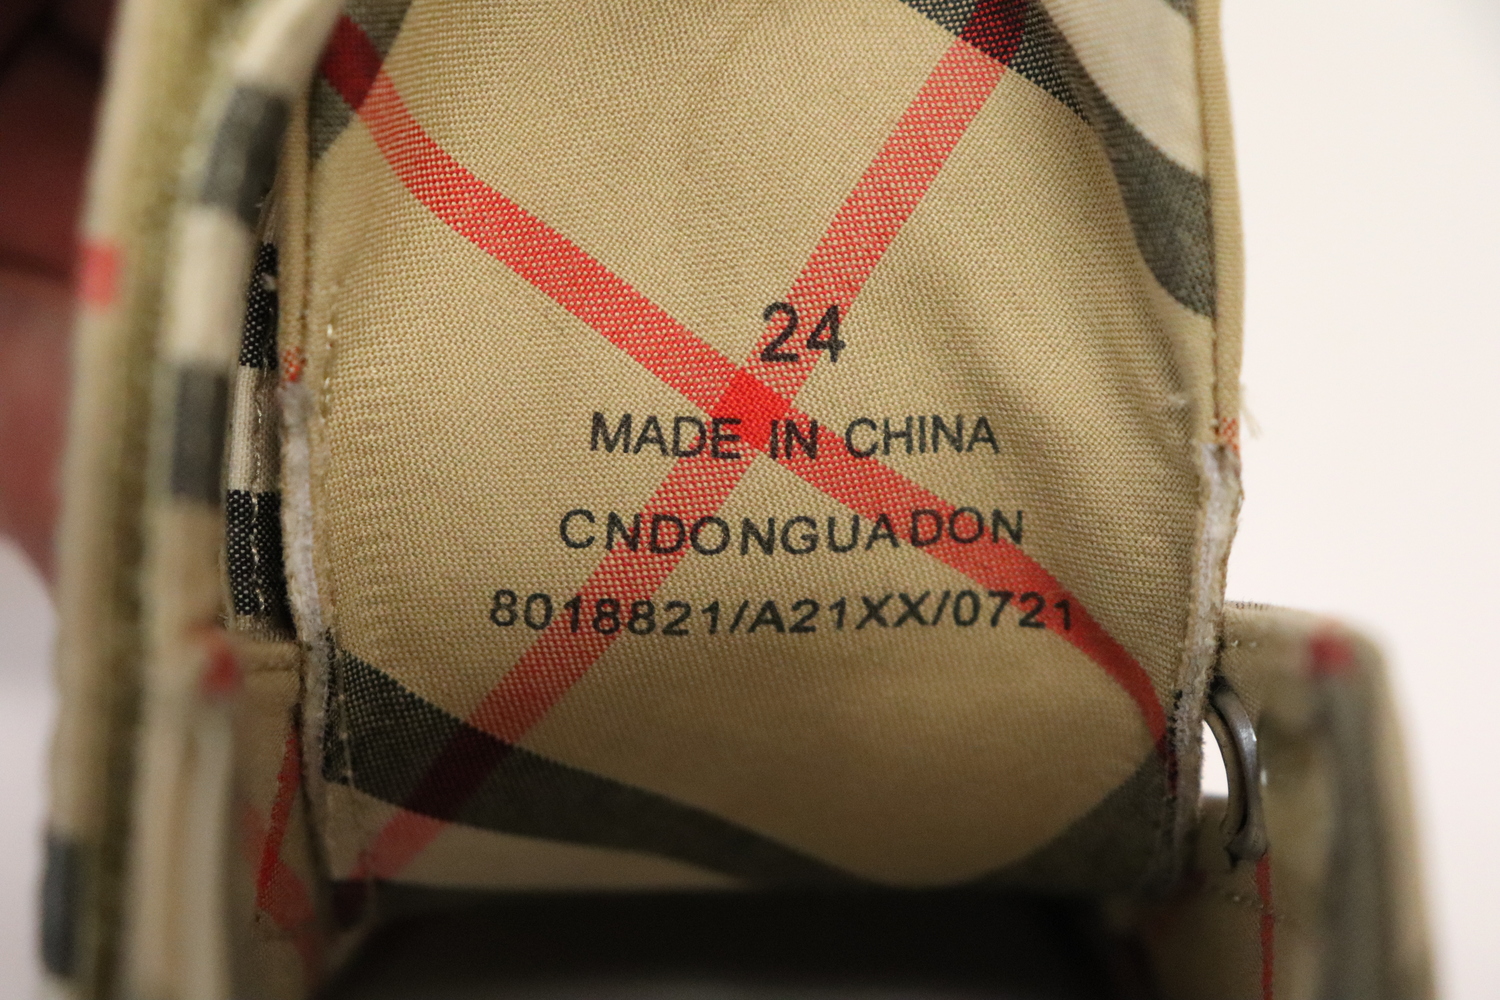 24
MADE IN CHINA
CNDONGUADON
8018821/A21XX/0721